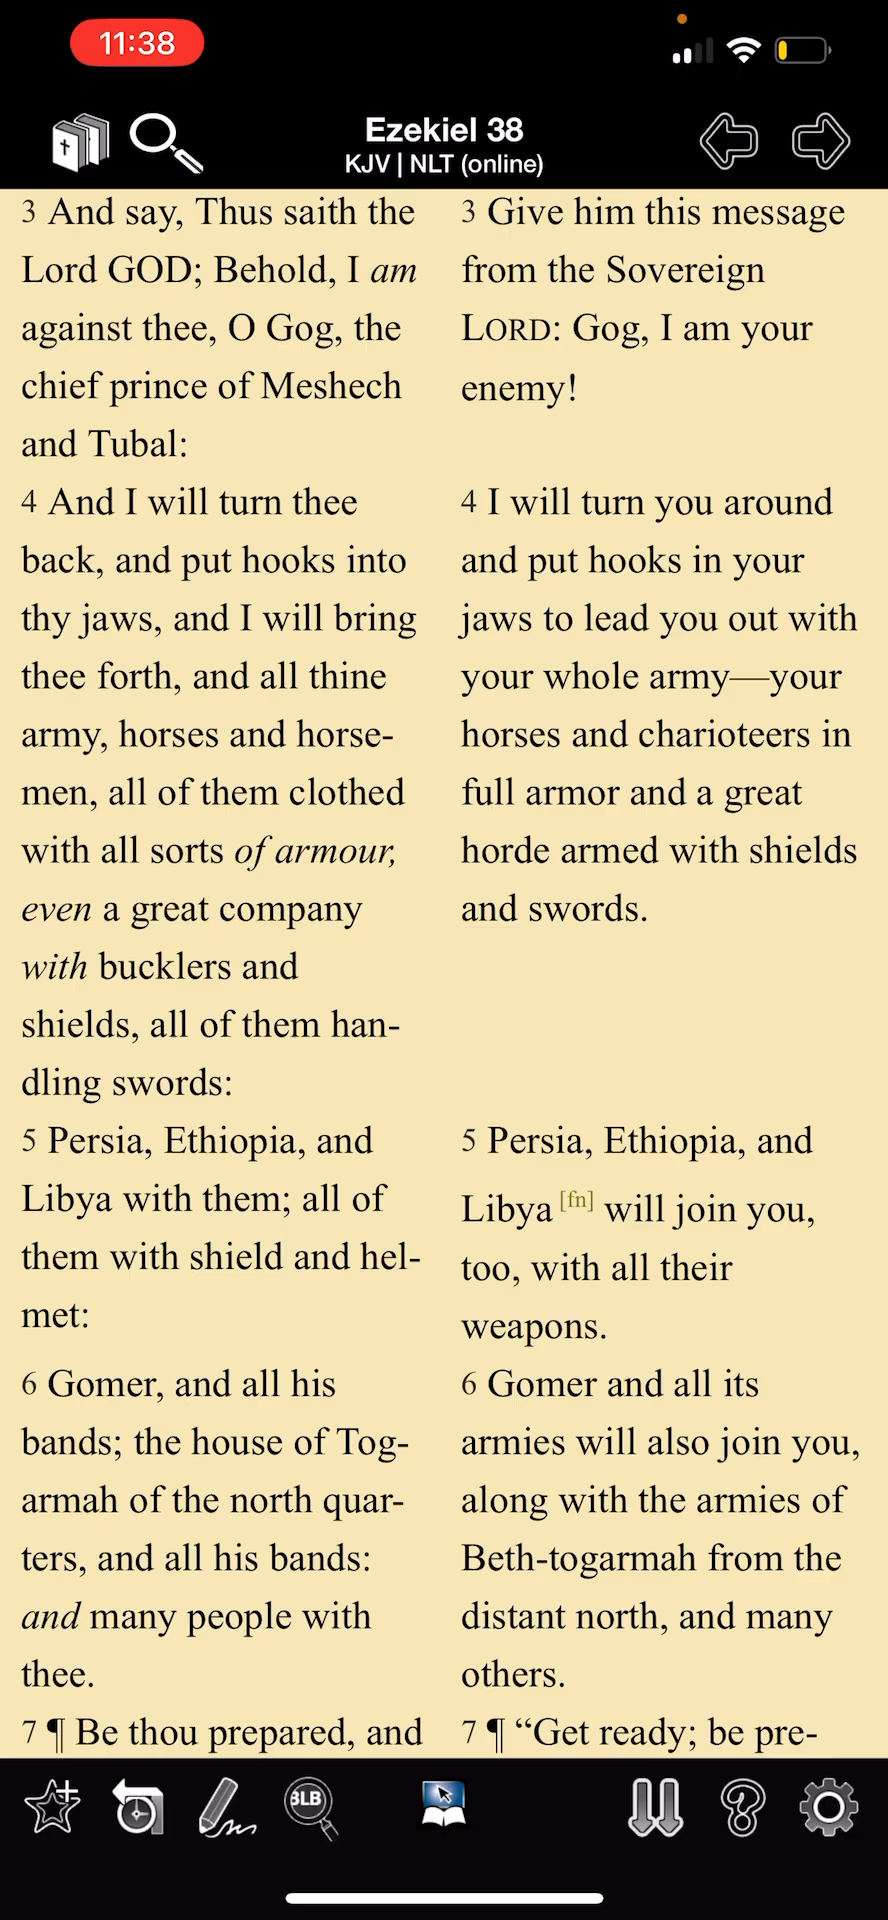 11:38
Ezekiel 38
KJV | NLT (online)
3 And say, Thus saith the
Lord GOD; Behold, I am
against thee, O Gog, the
chief prince of Meshech
and Tubal:
4 And I will turn thee
back, and put hooks into
thy jaws, and I will bring
thee forth, and all thine
army, horses and horse-
men, all of them clothed
with all sorts of armour,
even a great company
with bucklers and
shields, all of them han-
dling swords:
5 Persia, Ethiopia, and
Libya with them; all of
them with shield and hel-
met:
6 Gomer, and all his
bands; the house of Tog-
armah of the north quar-
ters, and all his bands:
and many people with
thee.
7 ¶ Be thou prepared, and
3 Give him this message
from the Sovereign
LORD: Gog, I am your
enemy!
4 I will turn you around
and put hooks in your
jaws to lead you out with
your whole army—your
horses and charioteers in
full armor and a great
horde armed with shields
and swords.
5 Persia, Ethiopia, and
Libya [fn] will join you,
too, with all their
weapons.
6 Gomer and all its
armies will also join you,
along with the armies of
Beth-togarmah from the
distant north, and many
others.
7 ¶ “Get ready; be pre-
BLB